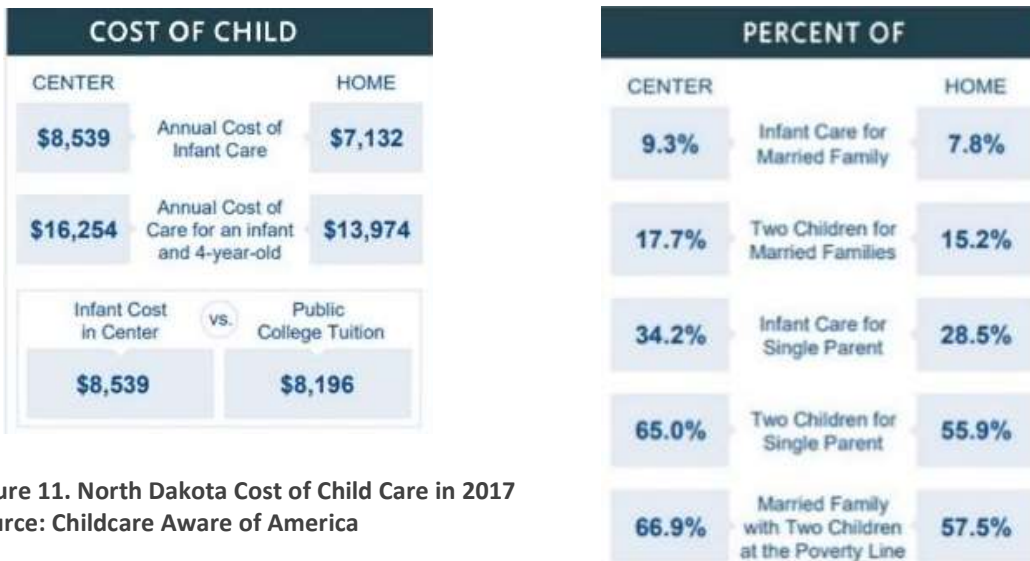 COST OF CHILD
CENTER HOME
$8,539 Annual Cost of Infant Care $7,132
$16,254 Annual Cost of Care for an infant and 4-year-old $13,974
Infant Cost in Center vs. Public College Tuition
$8,539 $8,196
ure 11. North Dakota Cost of Child Care in 2017
urce: Childcare Aware of America
PERCENT OF
CENTER HOME
9.3% Infant Care for Married Family 7.8%
17.7% Two Children for Married Families 15.2%
34.2% Infant Care for Single Parent 28.5%
65.0% Two Children for Single Parent 55.9%
66.9% Married Family with Two Children at the Poverty Line 57.5%